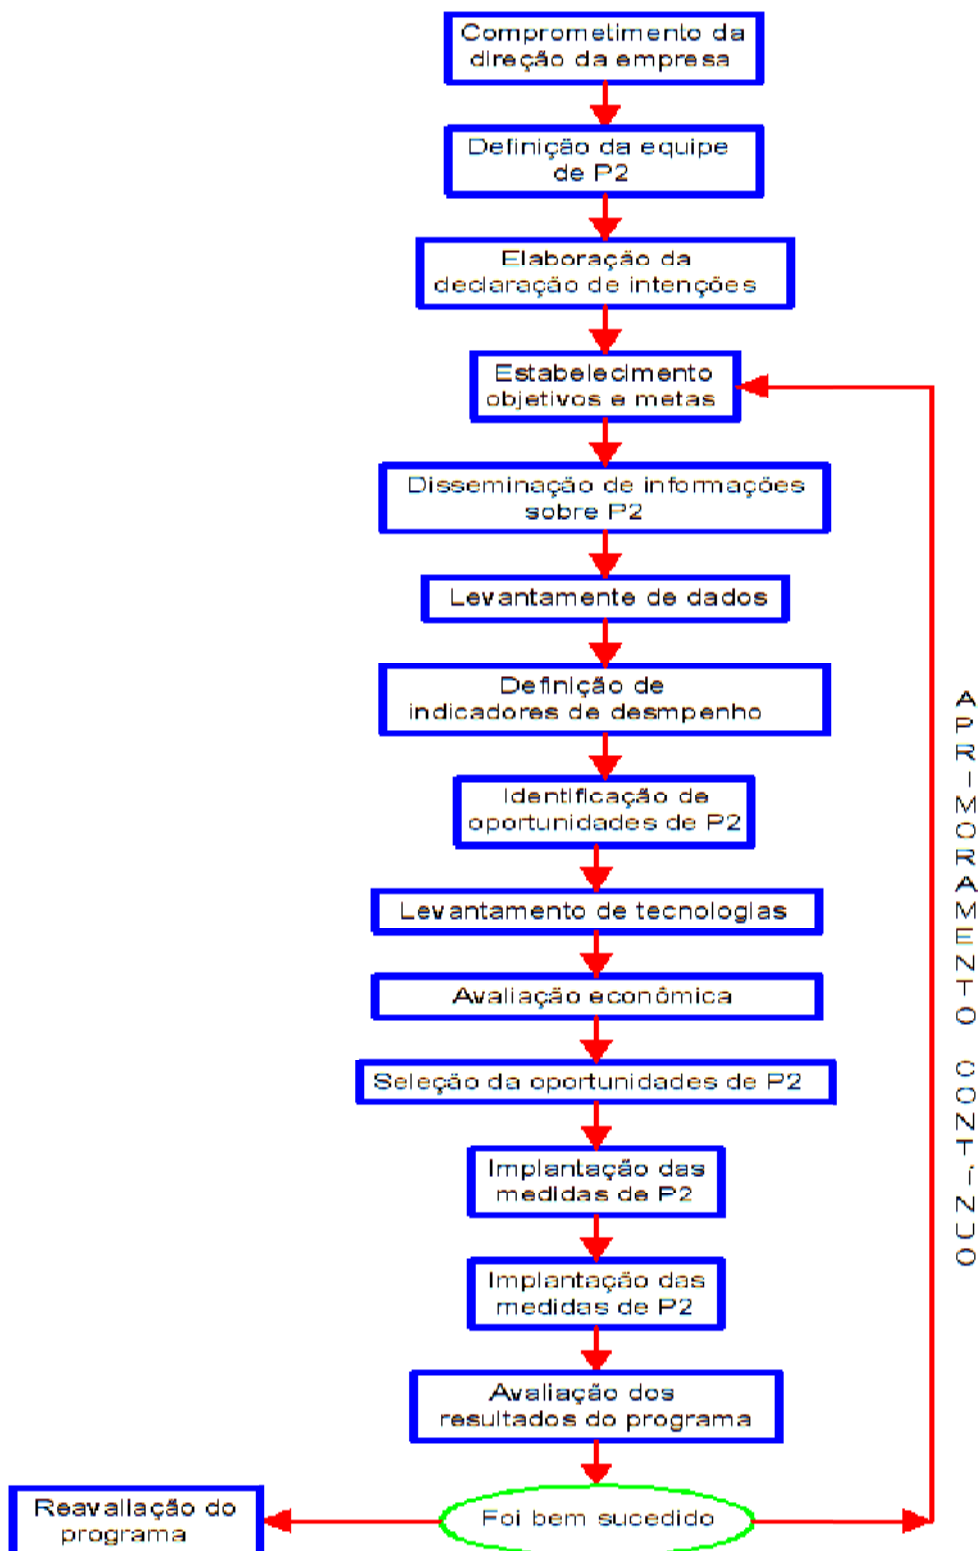 Comprometimento da
direção da empresa
Definição da equipe
de P2
Elaboração da
declaração de intenções
Estabelecimento
objetivos e metas
Disseminação de informações
sobre P2
Levantamente de dados
Definição de
indicadores de desmpenho
Identificação de
oportunidades de P2
Levantamento de tecnologias
Avaliação econômica
Seleção da oportunidades de P2
Implantação das
medidas de P2
Implantação das
medidas de P2
Avaliação dos
resultados do programa
Foi bem sucedido
Reavaliação do
programa
APRIMORAMENTO CONTÍNUO